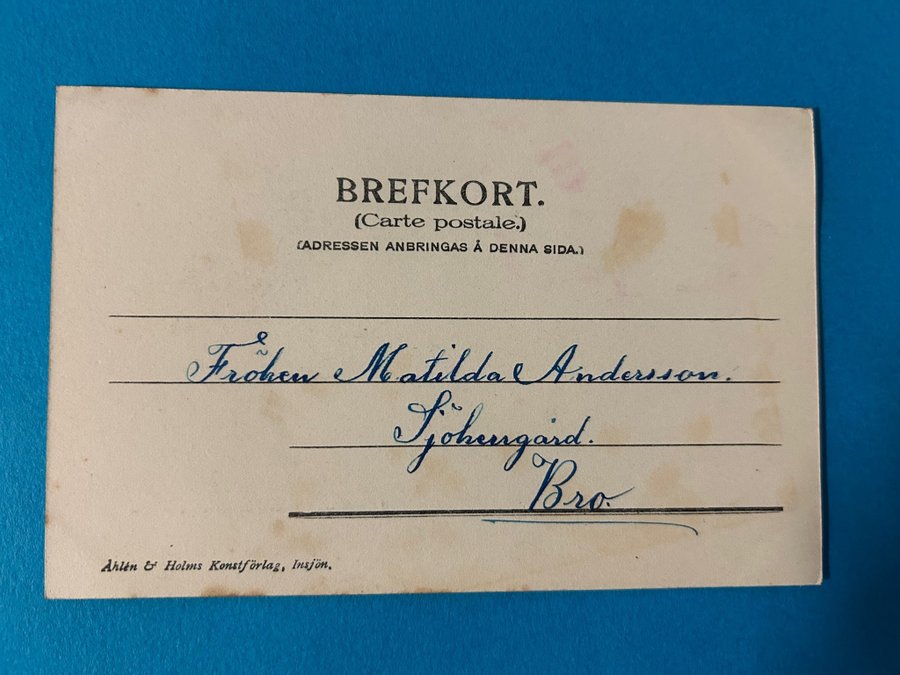 BREFKORT.
(Carte postale.)
(ADRESSEN ANBRINGAS Å DENNA SIDA.)
Fröken Matilda Andersson.
Sjöhengård.
Bro.
Åhlén & Holms Konstförlag, Insjön.